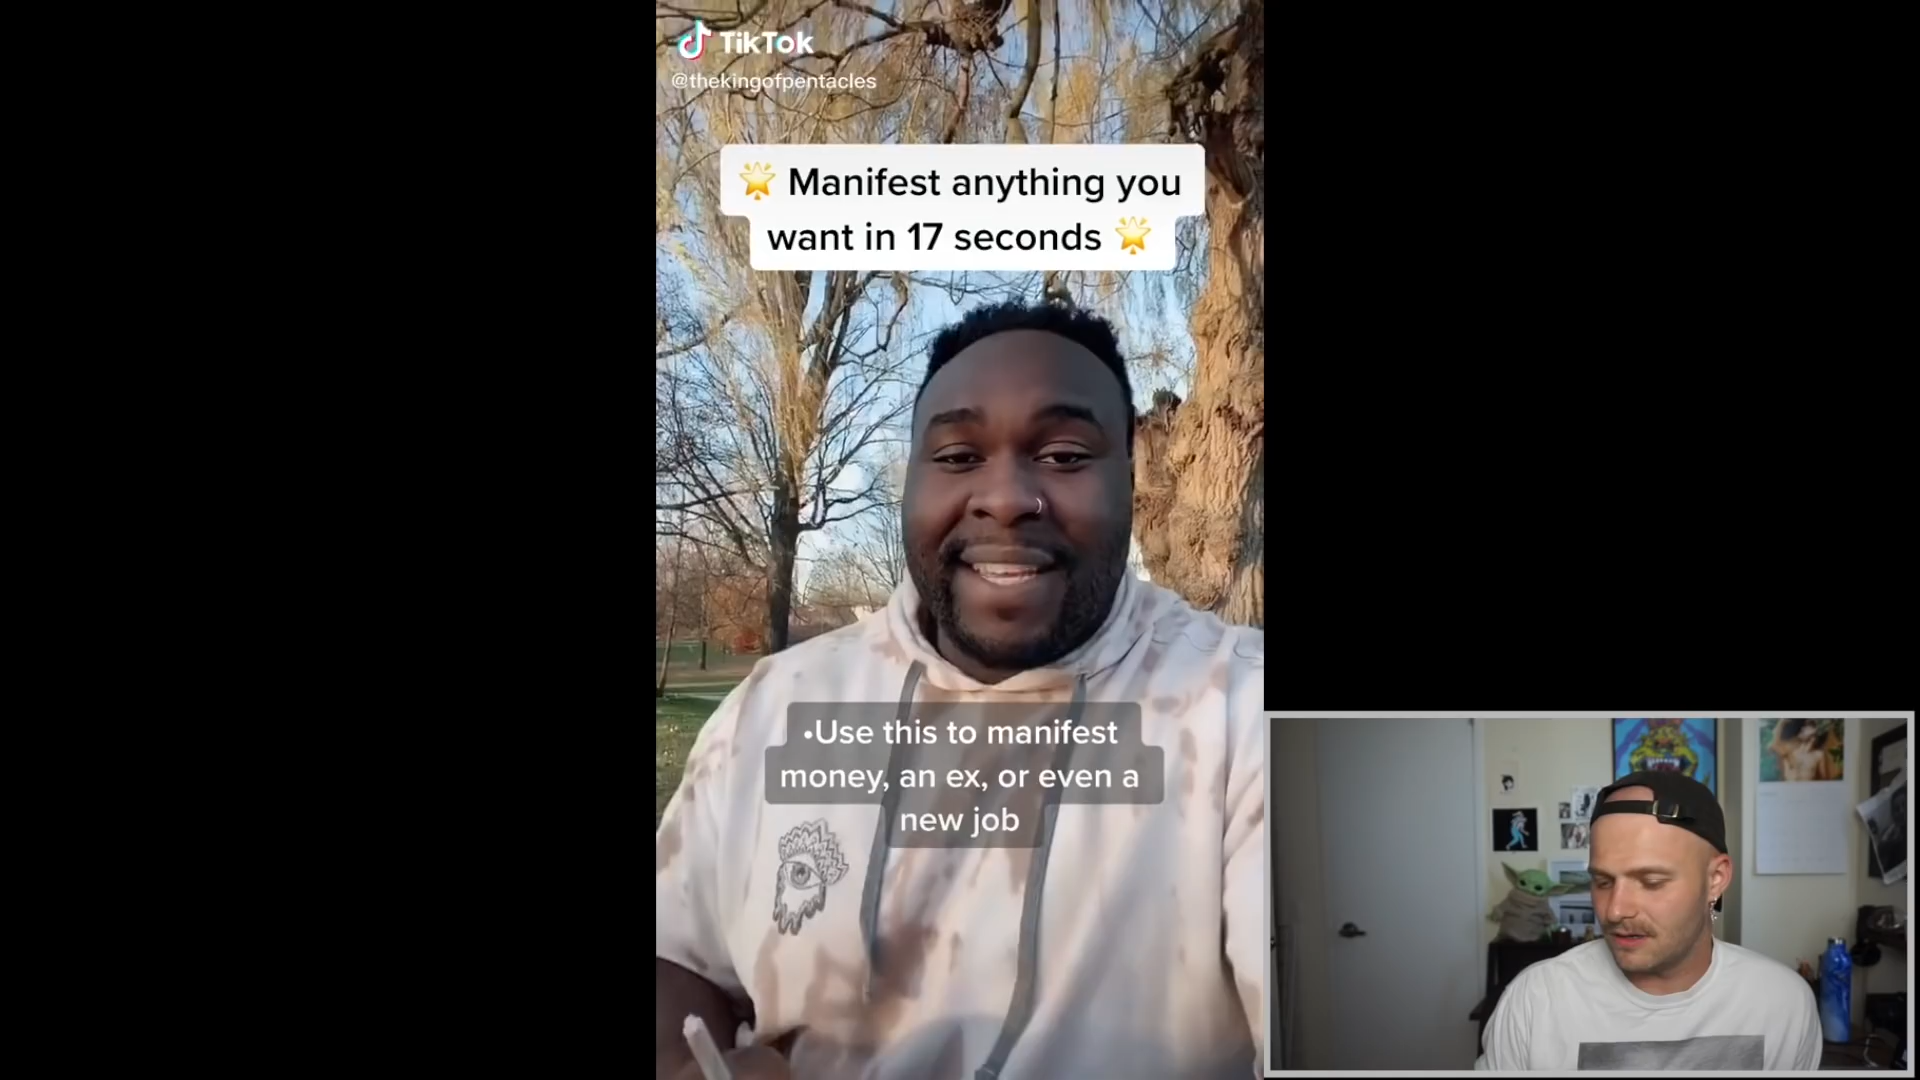 TikTok
@thekingofpentacles
🌟 Manifest anything you
want in 17 seconds 🌟
•Use this to manifest
money, an ex, or even a
new job